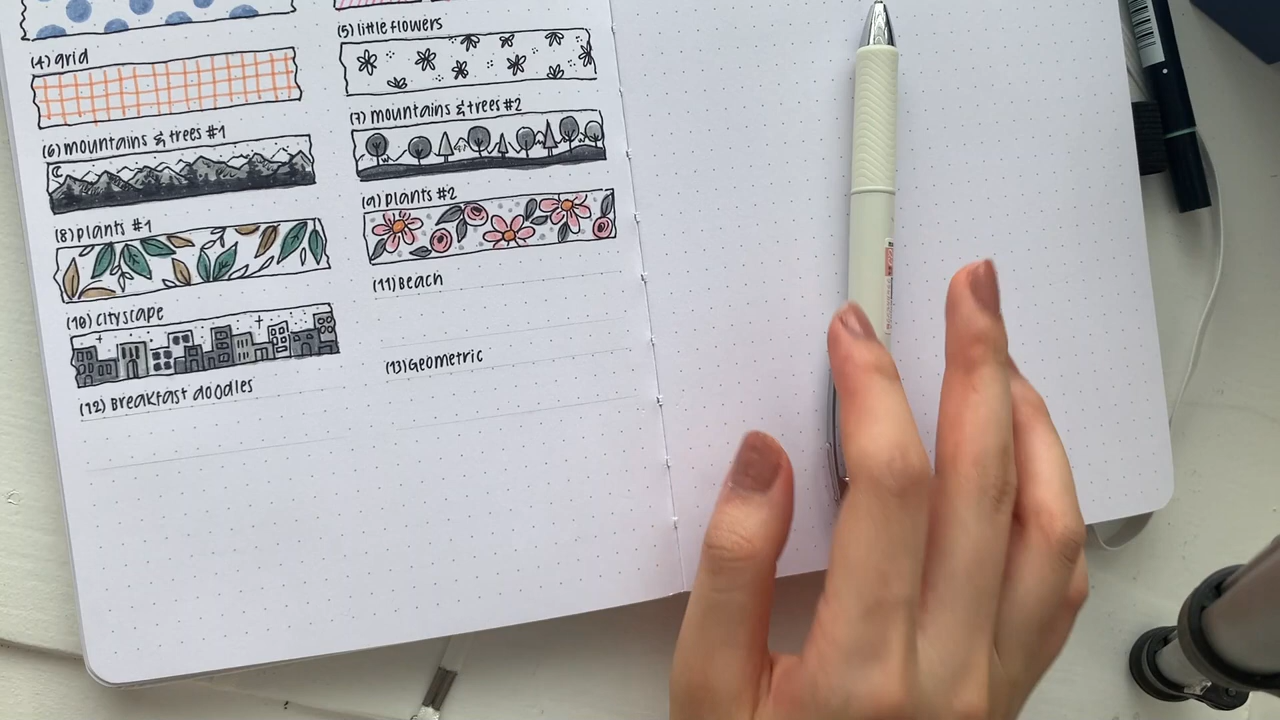 (5) little flowers
(4) grid
(7) mountains & trees #2
(6) mountains & trees #1
(9) plants #2
(8) plants #1
(11) Beach
(10) cityscape
(13) Geometric
(12) Breakfast doodles